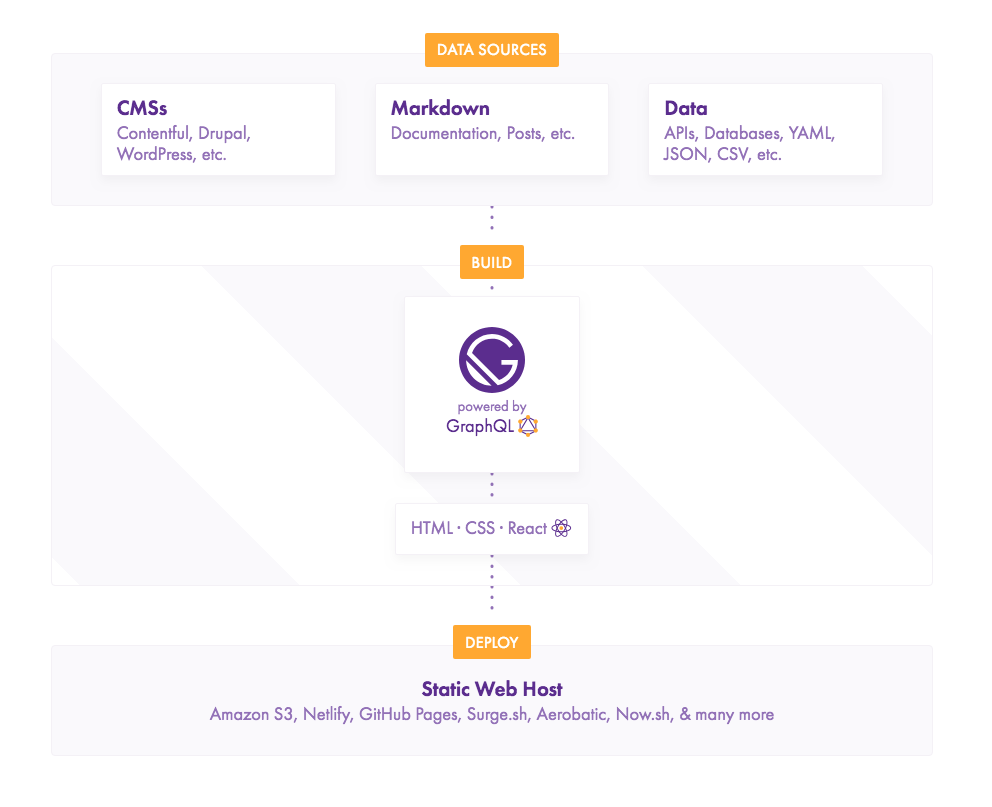 DATA SOURCES
CMSs
Contentful, Drupal,
WordPress, etc.
Markdown
Documentation, Posts, etc.
Data
APIs, Databases, YAML,
JSON, CSV, etc.
BUILD
powered by
GraphQL
HTML · CSS · React
DEPLOY
Static Web Host
Amazon S3, Netlify, GitHub Pages, Surge.sh, Aerobatic, Now.sh, & many more